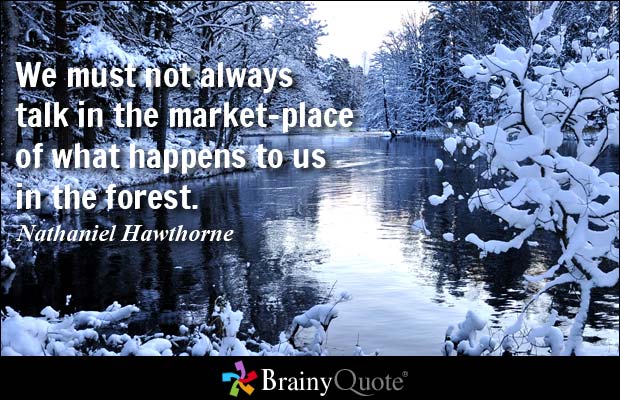 We must not always
talk in the market-place
of what happens to us
in the forest.
Nathaniel Hawthorne
BrainyQuote®